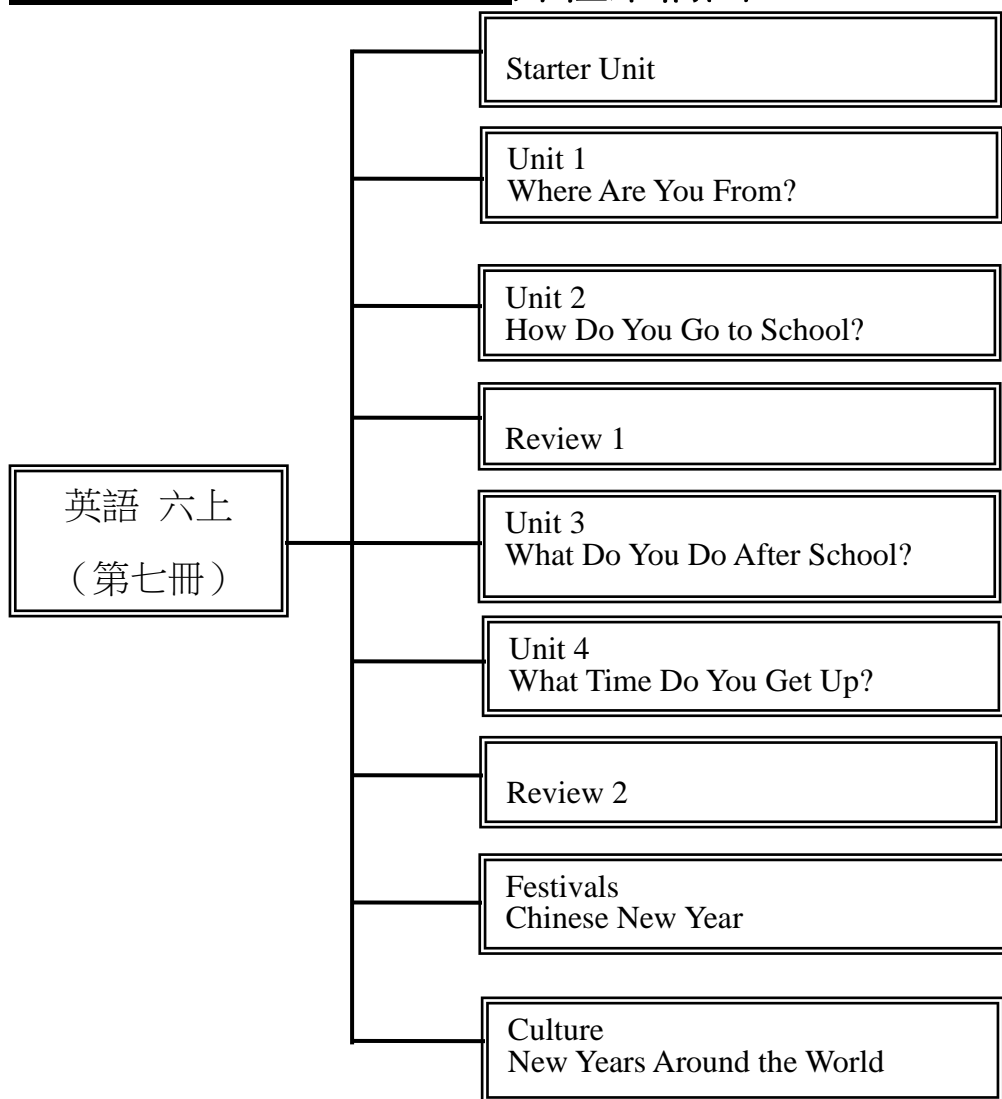 Starter Unit
Unit 1
Where Are You From?
Unit 2
How Do You Go to School?
Review 1
英語 六上
（第七冊）
Unit 3
What Do You Do After School?
Unit 4
What Time Do You Get Up?
Review 2
Festivals
Chinese New Year
Culture
New Years Around the World